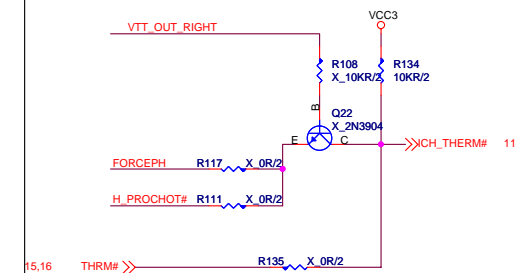 VCC3
VTT_OUT_RIGHT
R108
X_10KR/2
R134
10KR/2
B
Q22
X_2N3904
E
C
ICH_THERM# 11
FORCEPH R117 X_0R/2
H_PROCHOT# R111 X_0R/2
15,16 THRM# R135 X_0R/2